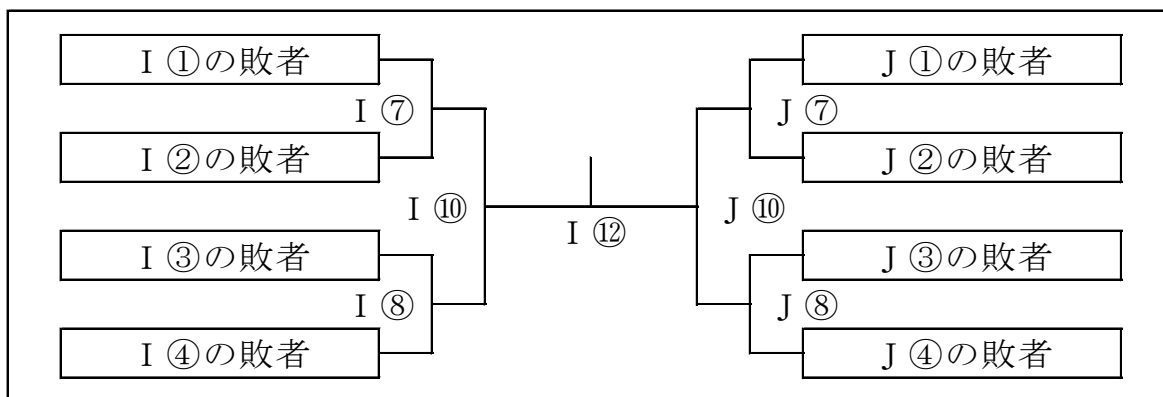 I ①の敗者
J ①の敗者
I ⑦
J ⑦
I ②の敗者
J ②の敗者
I ⑩
J ⑩
I ⑫
I ③の敗者
J ③の敗者
I ⑧
J ⑧
I ④の敗者
J ④の敗者